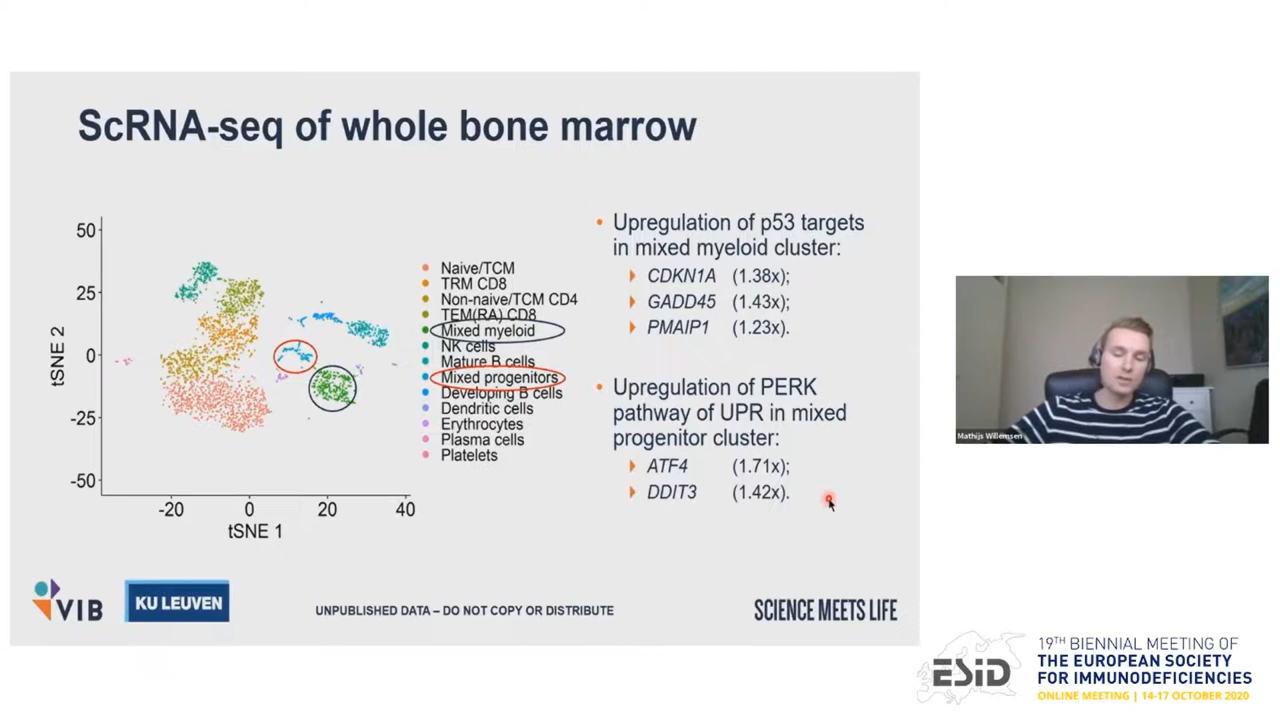 ScRNA-seq of whole bone marrow
50
25
0
-25
-50
tSNE 2
-20
0
20
40
tSNE 1
Naive/TCM
TRM CD8
Non-naive/TCM CD4
TEM(RA) CD8
Mixed myeloid
NK cells
Mature B cells
Mixed progenitors
Developing B cells
Dendritic cells
Erythrocytes
Plasma cells
Platelets
• Upregulation of p53 targets
in mixed myeloid cluster:
CDKN1A (1.38x);
GADD45 (1.43x);
PMAIP1 (1.23x).
• Upregulation of PERK
pathway of UPR in mixed
progenitor cluster:
ATF4 (1.71x);
DDIT3 (1.42x).
VIB
KU LEUVEN
UNPUBLISHED DATA – DO NOT COPY OR DISTRIBUTE
SCIENCE MEETS LIFE
Mathijs Willemsen
ESiD
19TH BIENNIAL MEETING OF
THE EUROPEAN SOCIETY
FOR IMMUNODEFICIENCIES
ONLINE MEETING | 14-17 OCTOBER 2020